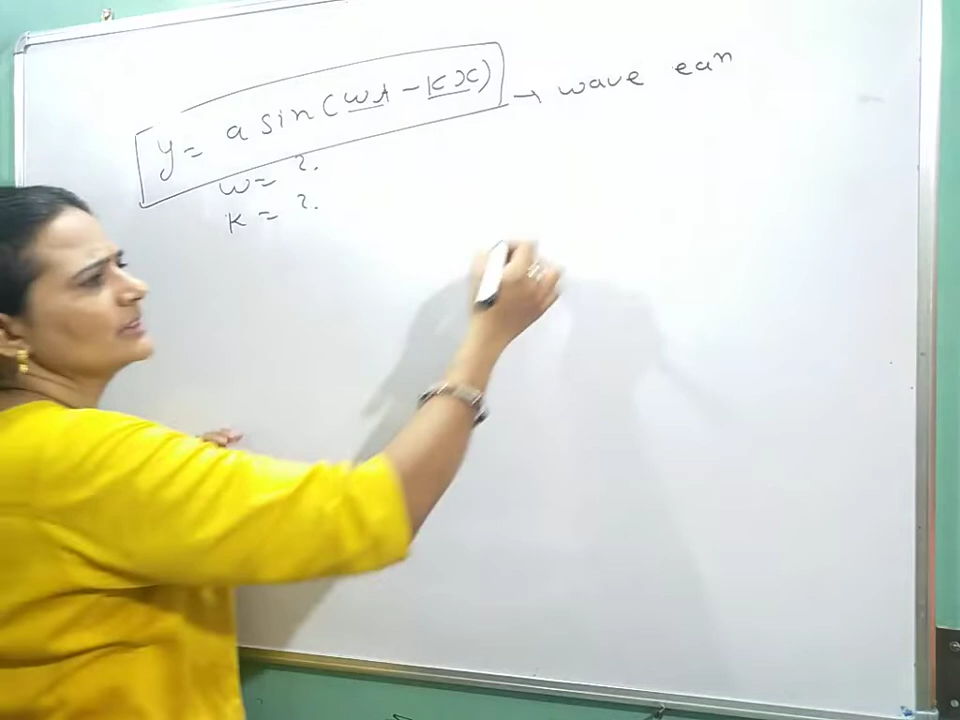 y = a sin(ωt - kx) → wave eqn
ω = ?.
k = ?.